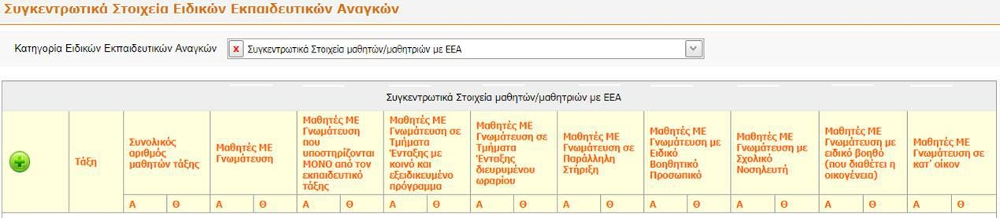 Συγκεντρωτικά Στοιχεία Ειδικών Εκπαιδευτικών Αναγκών
Κατηγορία Ειδικών Εκπαιδευτικών Αναγκών
x Συγκεντρωτικά Στοιχεία μαθητών/μαθητριών με ΕΕΑ
Συγκεντρωτικά Στοιχεία μαθητών/μαθητριών με ΕΕΑ
Τάξη
Συνολικός
αριθμός
μαθητών τάξης
Μαθητές ΜΕ
Γνωμάτευση
Μαθητές ΜΕ
Γνωμάτευση
που
υποστηρίζονται
ΜΟΝΟ από τον
εκπαιδευτικό
τάξης
Μαθητές ΜΕ
Γνωμάτευση σε
Τμήματα
Ένταξης με
κοινό και
εξειδικευμένο
πρόγραμμα
Μαθητές ΜΕ
Γνωμάτευση σε
Τμήματα
Ένταξης
διευρυμένου
ωραρίου
Μαθητές ΜΕ
Γνωμάτευση σε
Παράλληλη
Στήριξη
Μαθητές ΜΕ
Γνωμάτευση με
Ειδικό
Βοηθητικό
Προσωπικό
Μαθητές ΜΕ
Γνωμάτευση με
Σχολικό
Νοσηλευτή
Μαθητές ΜΕ
Γνωμάτευση με
ειδικό βοηθό
(που διαθέτει η
οικογένεια)
Μαθητές ΜΕ
Γνωμάτευση σε
κατ' οίκον
Α Θ Α Θ Α Θ Α Θ Α Θ Α Θ Α Θ Α Θ Α Θ Α Θ